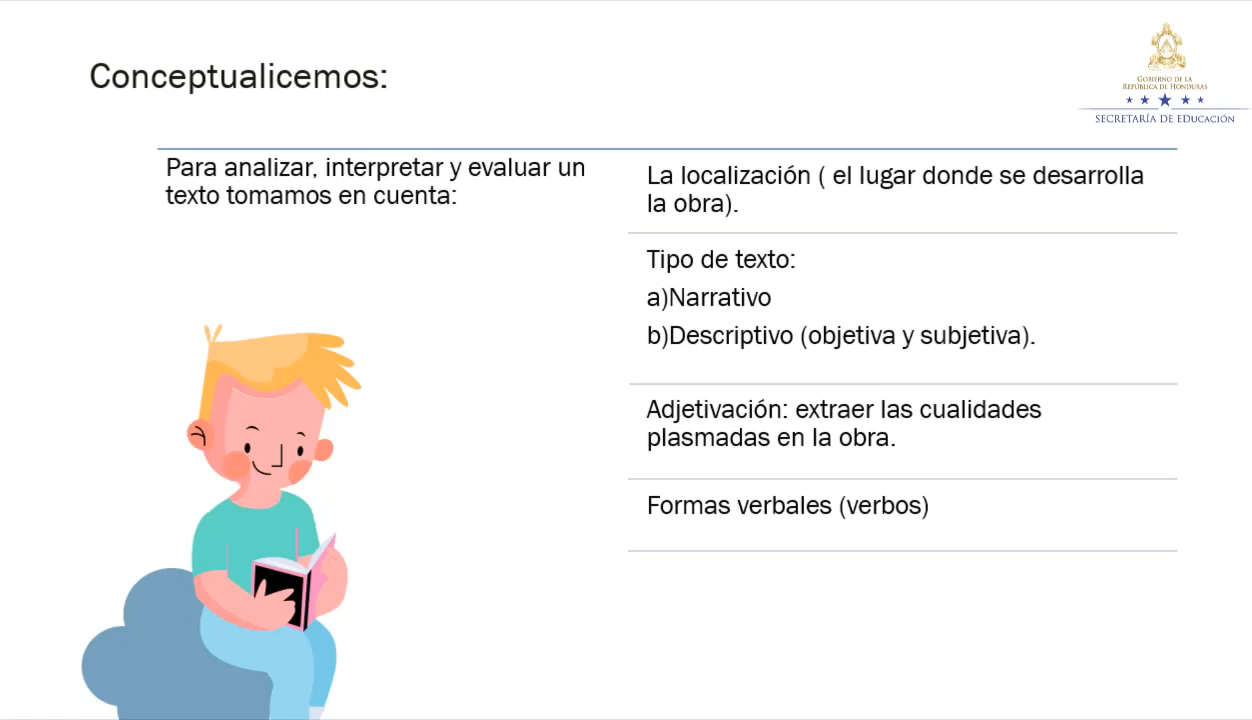 Conceptualicemos:
GOBIERNO DE LA
REPÚBLICA DE HONDURAS
SECRETARÍA DE EDUCACIÓN
Para analizar, interpretar y evaluar un
texto tomamos en cuenta:
La localización ( el lugar donde se desarrolla
la obra).
Tipo de texto:
a)Narrativo
b)Descriptivo (objetiva y subjetiva).
Adjetivación: extraer las cualidades
plasmadas en la obra.
Formas verbales (verbos)